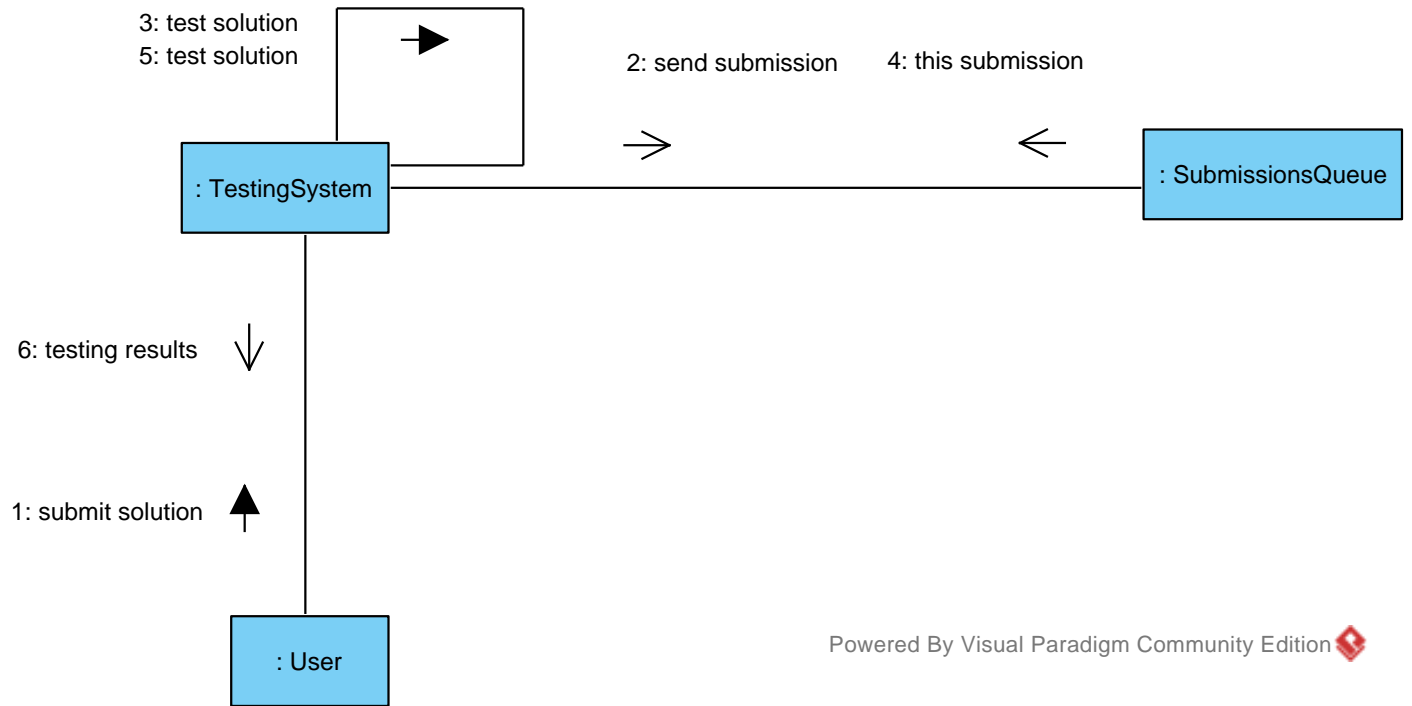 3: test solution
5: test solution
2: send submission
4: this submission
: TestingSystem
: SubmissionsQueue
6: testing results
1: submit solution
: User
Powered By Visual Paradigm Community Edition